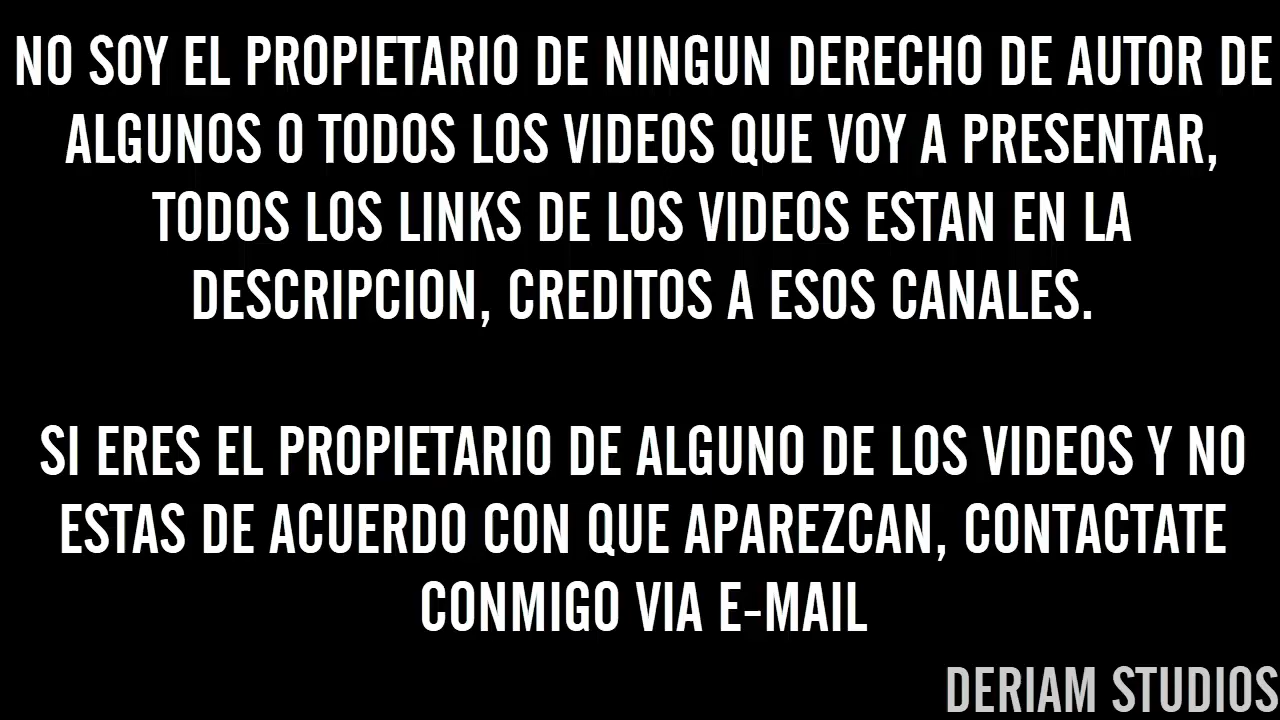 NO SOY EL PROPIETARIO DE NINGUN DERECHO DE AUTOR DE
ALGUNOS O TODOS LOS VIDEOS QUE VOY A PRESENTAR,
TODOS LOS LINKS DE LOS VIDEOS ESTAN EN LA
DESCRIPCION, CREDITOS A ESOS CANALES.
SI ERES EL PROPIETARIO DE ALGUNO DE LOS VIDEOS Y NO
ESTAS DE ACUERDO CON QUE APAREZCAN, CONTACTATE
CONMIGO VIA E-MAIL
DERIAM STUDIOS